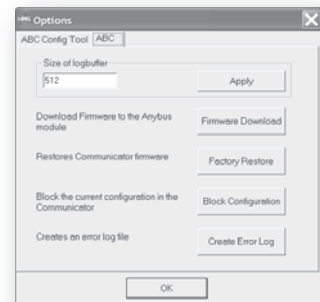 HMS Options
ABC Config Tool ABC
Size of logbuffer
512
Apply
Download Firmware to the Anybus
module
Firmware Download
Restores Communicator firmware
Factory Restore
Block the current configuration in the
Communicator
Block Configuration
Creates an error log file
Create Error Log
OK